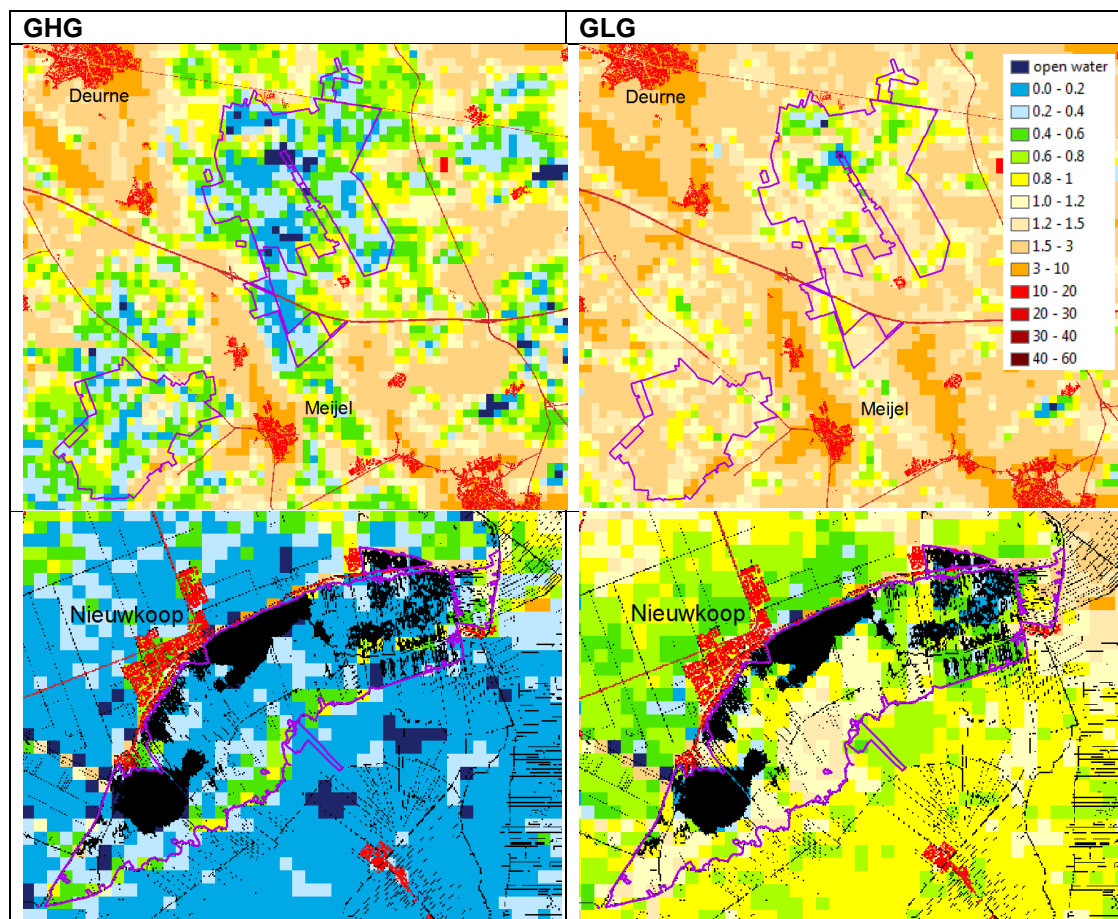 GHG
GLG
Deurne
Meijel
Deurne
Meijel
open water
0.0 - 0.2
0.2 - 0.4
0.4 - 0.6
0.6 - 0.8
0.8 - 1
1.0 - 1.2
1.2 - 1.5
1.5 - 3
3 - 10
10 - 20
20 - 30
30 - 40
40 - 60
Nieuwkoop
Nieuwkoop